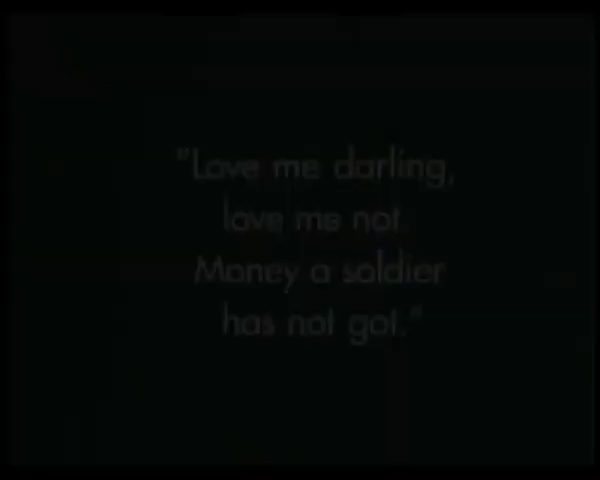 "Love me darling,
love me not
Money a soldier
has not got."